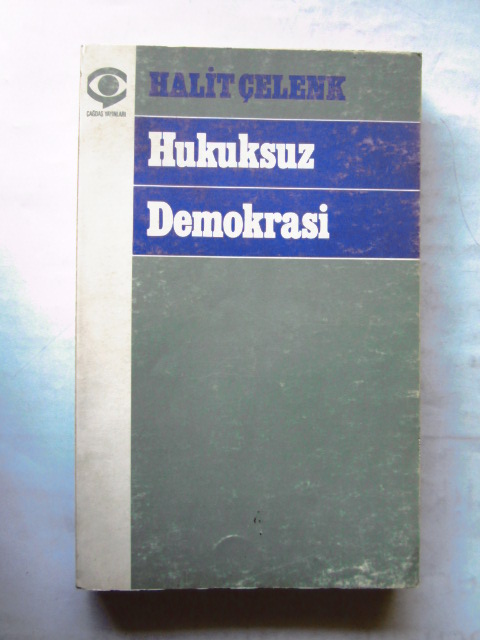 HALİT ÇELENK
ÇAĞDAŞ YAYINLARI
Hukuksuz
Demokrasi